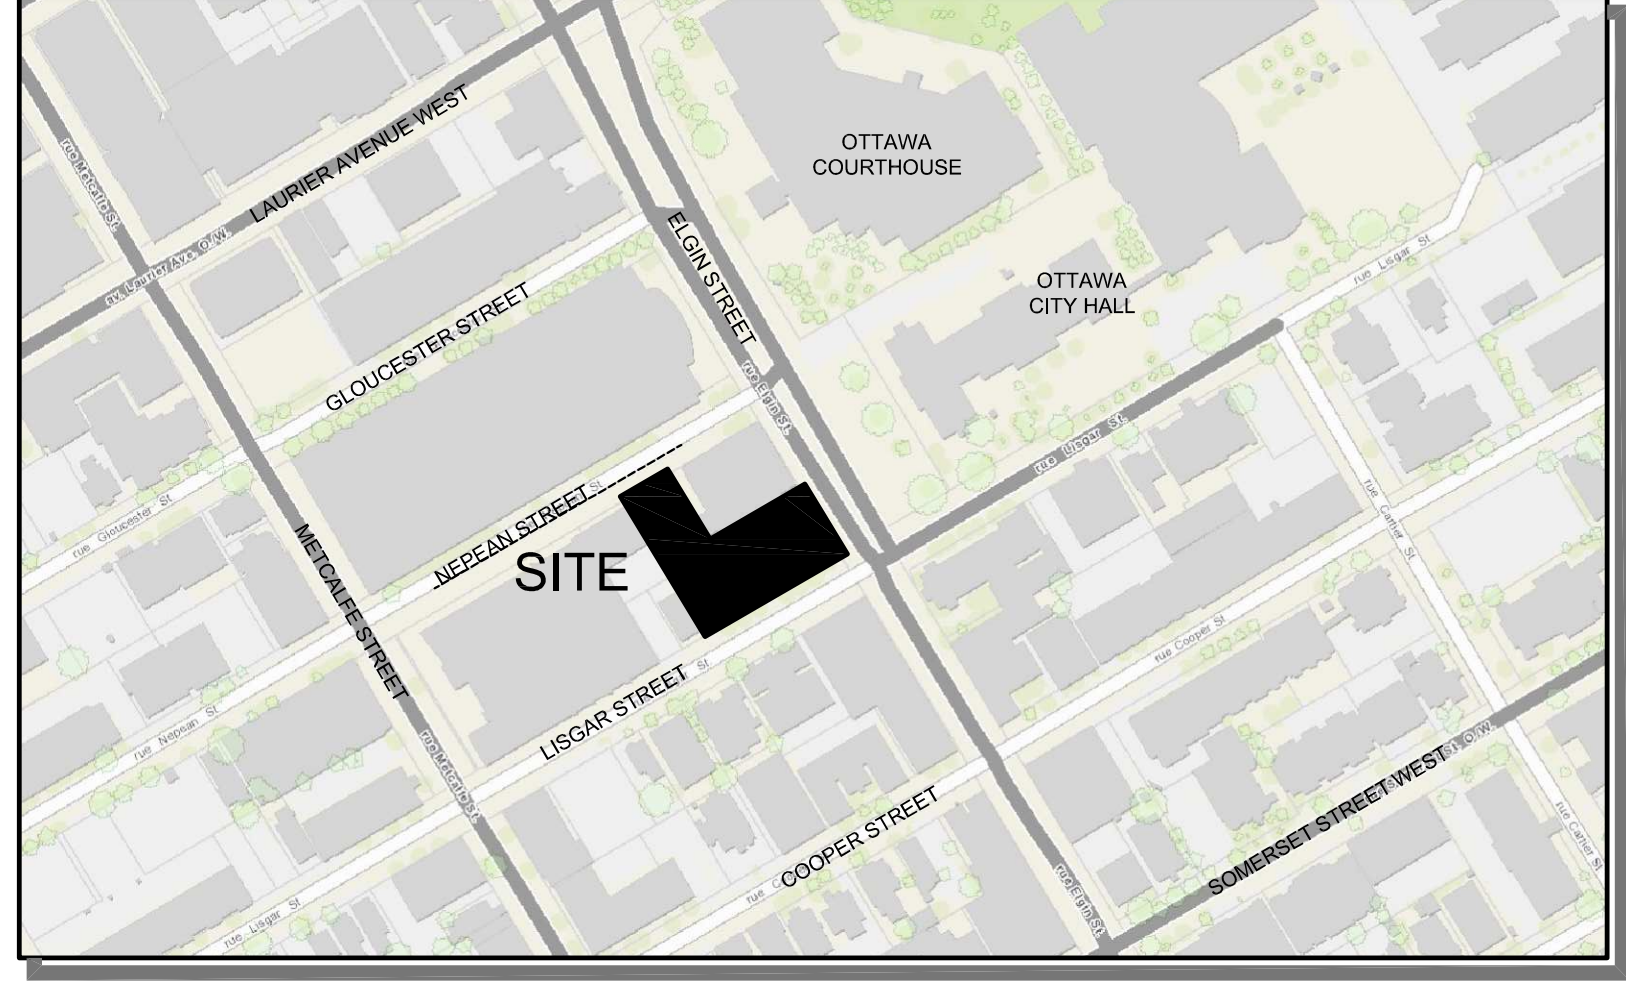 LAURIER AVENUE WEST
rue Metcalfe St.
av. Laurier Ave. O./W.
OTTAWA
COURTHOUSE
ELGIN STREET
OTTAWA
CITY HALL
rue Lisgar St
GLOUCESTER STREET
rue Elgin St.
rue Lisgar St.
rue Gloucester St
NEPEAN STREET
St
SITE
METCALFE STREET
rue Cartier St
rue Nepean St
LISGAR STREET
St
rue Cooper St
rue Metcalfe St.
COOPER STREET
SOMERSET STREET WEST
St. O./W.
rue Cartier St
rue Elgin St.
rue Lisgar St